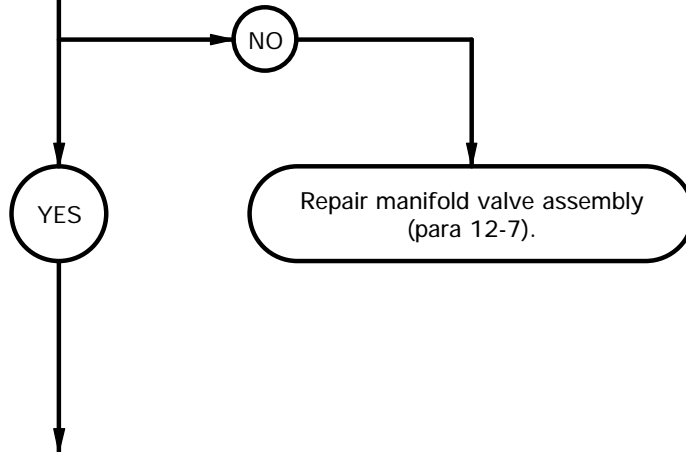 NO
YES
Repair manifold valve assembly
(para 12-7).